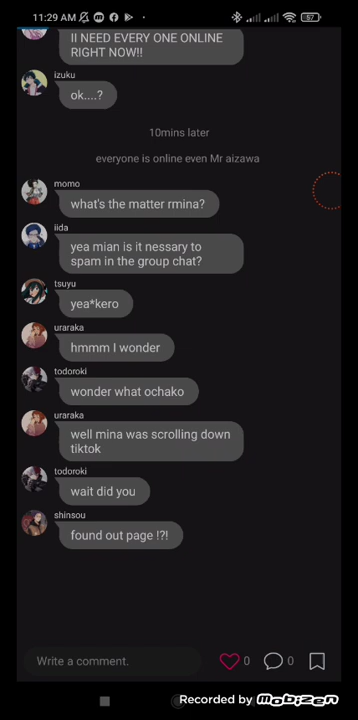 11:29 AM
57
II NEED EVERY ONE ONLINE
RIGHT NOW!!
izuku
ok....?
10mins later
everyone is online even Mr aizawa
momo
what's the matter rmina?
iida
yea mian is it nessary to
spam in the group chat?
tsuyu
yea*kero
uraraka
hmmm I wonder
todoroki
wonder what ochako
uraraka
well mina was scrolling down
tiktok
todoroki
wait did you
shinsou
found out page !?!
Write a comment.
0
0
Recorded by Mobizen